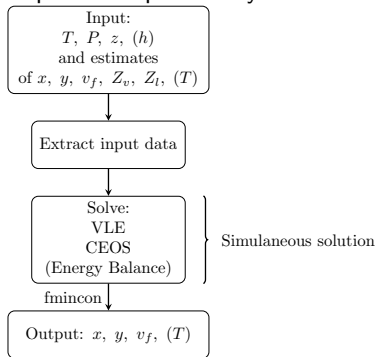 Input:
T, P, z, (h)
and estimates
of x, y, v_f, Z_v, Z_l, (T)
Extract input data
Solve:
VLE
CEOS
(Energy Balance)
Simulaneous solution
fmincon
Output: x, y, v_f, (T)